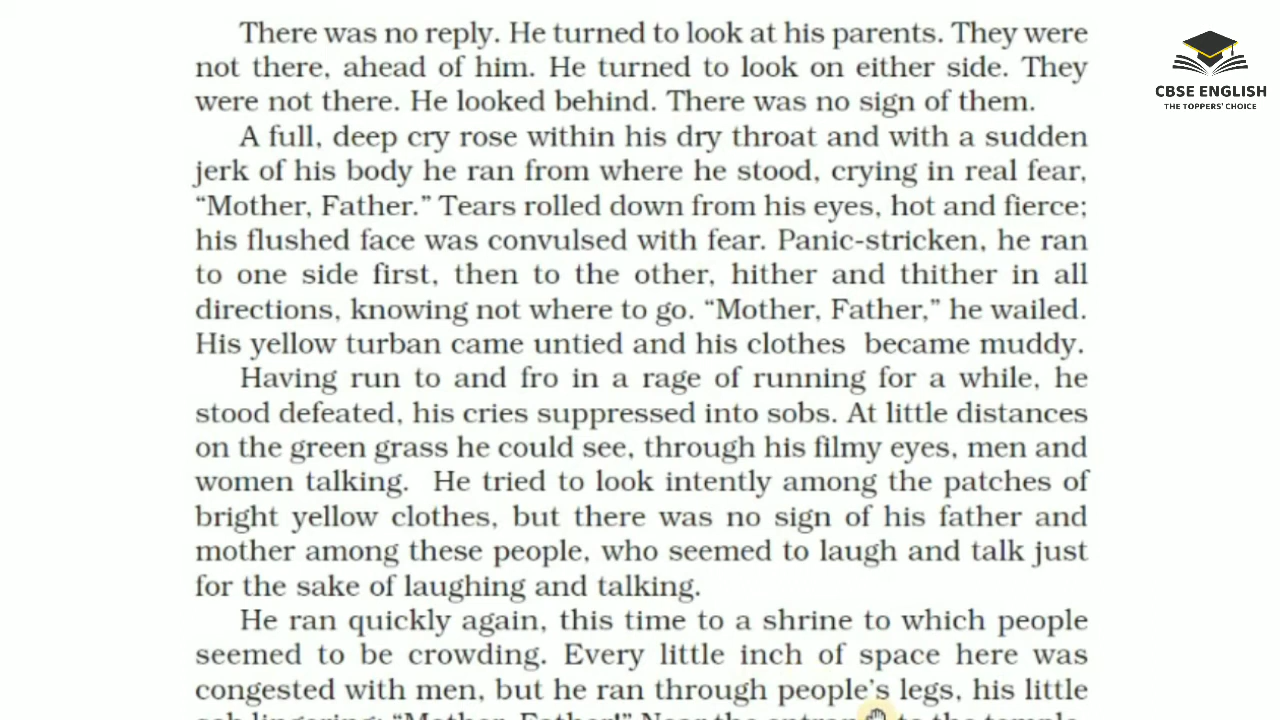 There was no reply. He turned to look at his parents. They were
not there, ahead of him. He turned to look on either side. They
were not there. He looked behind. There was no sign of them.
A full, deep cry rose within his dry throat and with a sudden
jerk of his body he ran from where he stood, crying in real fear,
“Mother, Father.” Tears rolled down from his eyes, hot and fierce;
his flushed face was convulsed with fear. Panic-stricken, he ran
to one side first, then to the other, hither and thither in all
directions, knowing not where to go. “Mother, Father,” he wailed.
His yellow turban came untied and his clothes became muddy.
Having run to and fro in a rage of running for a while, he
stood defeated, his cries suppressed into sobs. At little distances
on the green grass he could see, through his filmy eyes, men and
women talking. He tried to look intently among the patches of
bright yellow clothes, but there was no sign of his father and
mother among these people, who seemed to laugh and talk just
for the sake of laughing and talking.
He ran quickly again, this time to a shrine to which people
seemed to be crowding. Every little inch of space here was
congested with men, but he ran through people’s legs, his little
CBSE ENGLISH
THE TOPPERS' CHOICE